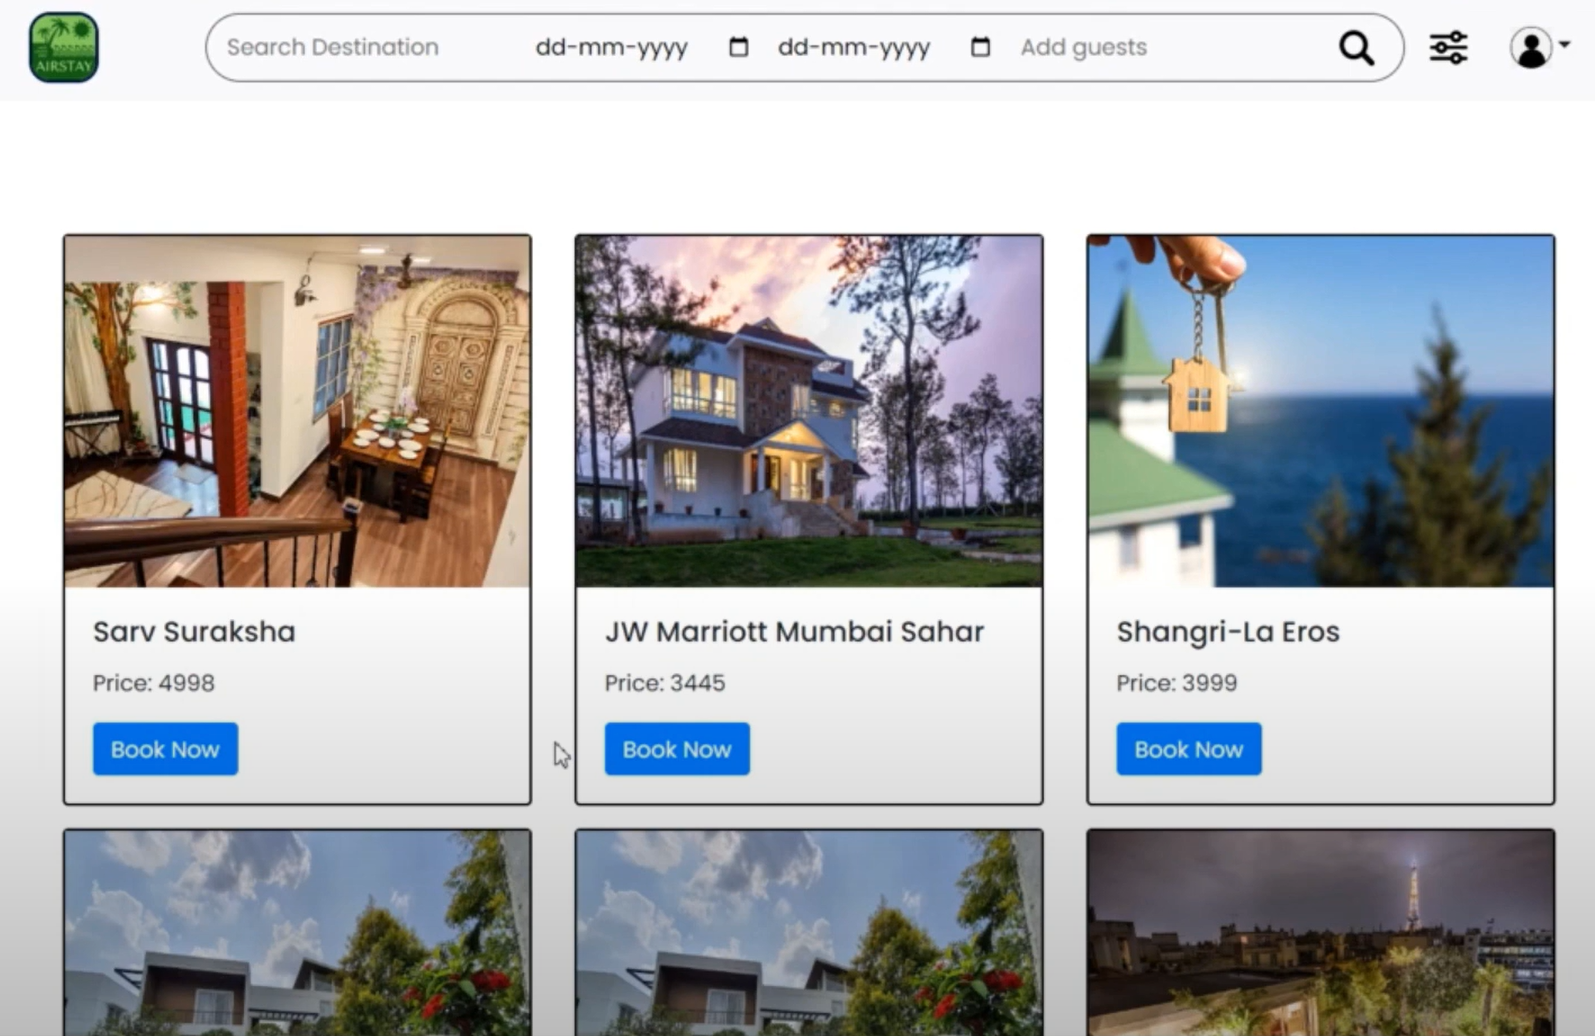 AIRSTAY
Search Destination dd-mm-yyyy dd-mm-yyyy Add guests
Sarv Suraksha
Price: 4998
Book Now
JW Marriott Mumbai Sahar
Price: 3445
Book Now
Shangri-La Eros
Price: 3999
Book Now